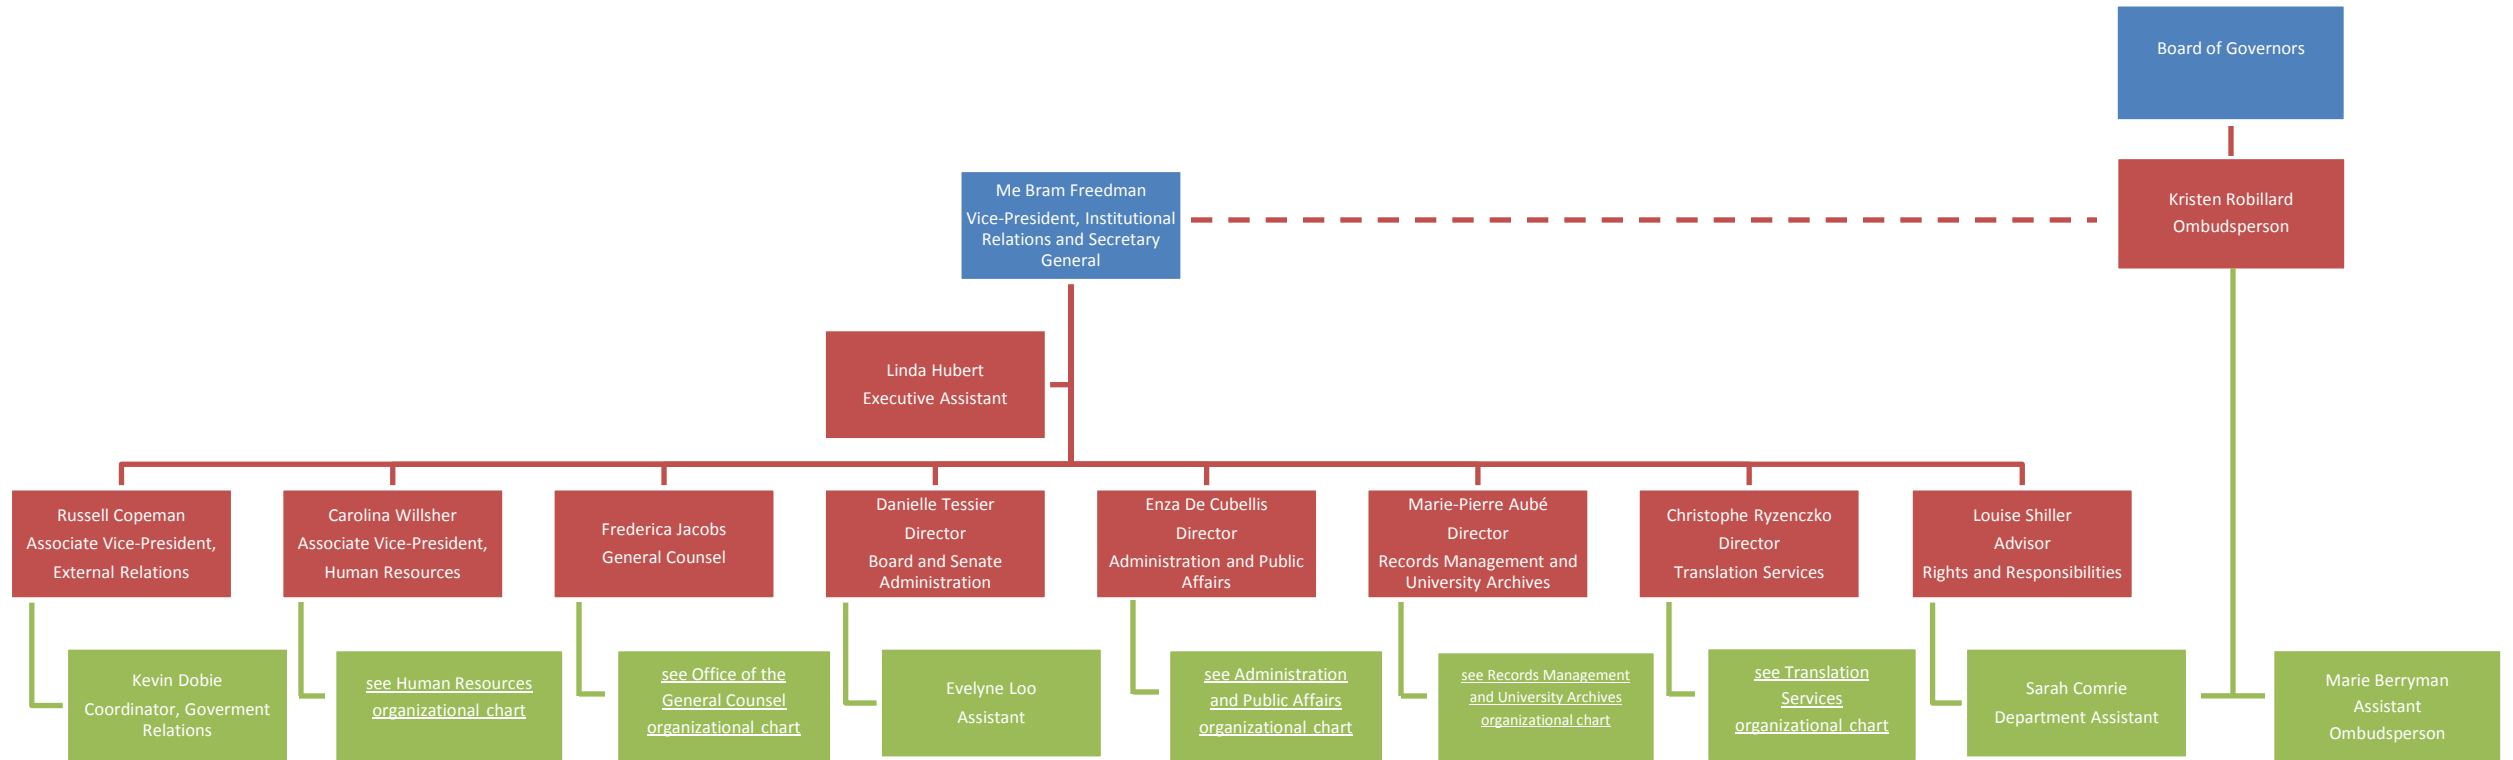 Board of Governors
Me Bram Freedman
Vice-President, Institutional
Relations and Secretary
General
Kristen Robillard
Ombudsperson
Linda Hubert
Executive Assistant
Russell Copeman
Associate Vice-President,
External Relations
Carolina Willsher
Associate Vice-President,
Human Resources
Frederica Jacobs
General Counsel
Danielle Tessier
Director
Board and Senate
Administration
Enza De Cubellis
Director
Administration and Public
Affairs
Marie-Pierre Aubé
Director
Records Management and
University Archives
Christophe Ryzenczko
Director
Translation Services
Louise Shiller
Advisor
Rights and Responsibilities
Kevin Dobie
Coordinator, Goverment
Relations
see Human Resources
organizational chart
see Office of the
General Counsel
organizational chart
Evelyne Loo
Assistant
see Administration
and Public Affairs
organizational chart
see Records Management
and University Archives
organizational chart
see Translation
Services
organizational chart
Sarah Comrie
Department Assistant
Marie Berryman
Assistant
Ombudsperson